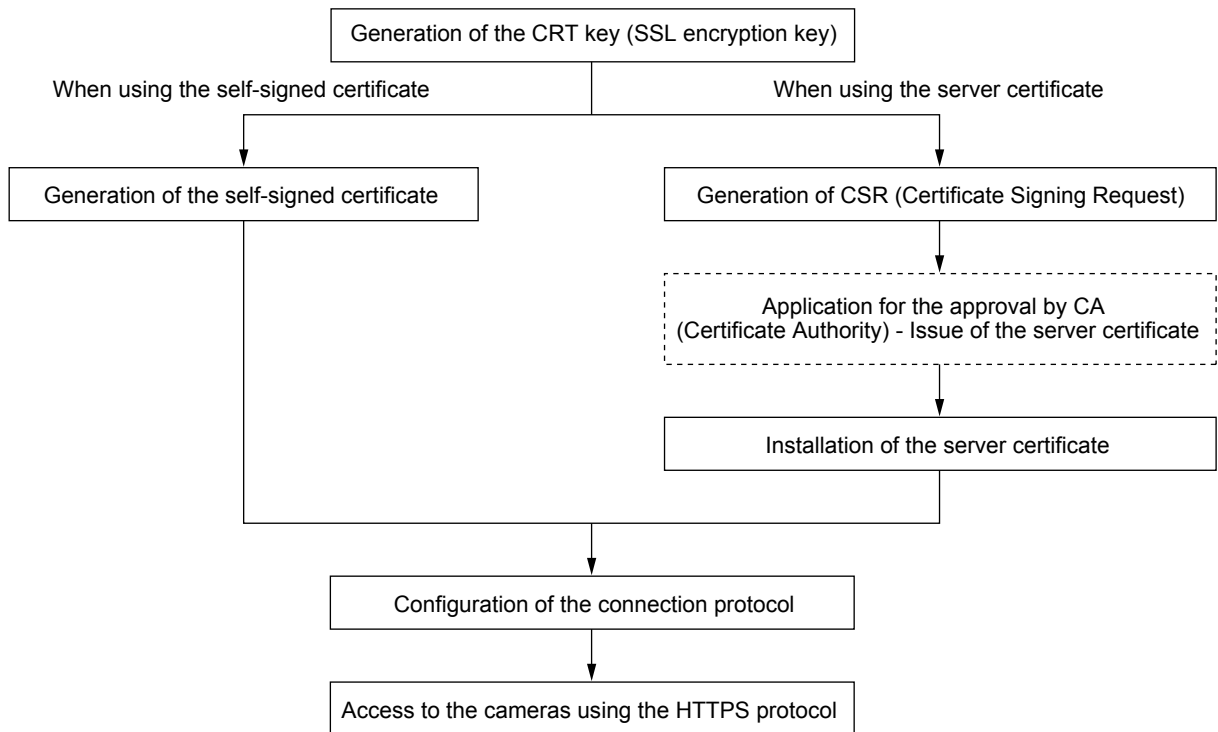 Generation of the CRT key (SSL encryption key)
When using the self-signed certificate
When using the server certificate
Generation of the self-signed certificate
Generation of CSR (Certificate Signing Request)
Application for the approval by CA
(Certificate Authority) - Issue of the server certificate
Installation of the server certificate
Configuration of the connection protocol
Access to the cameras using the HTTPS protocol